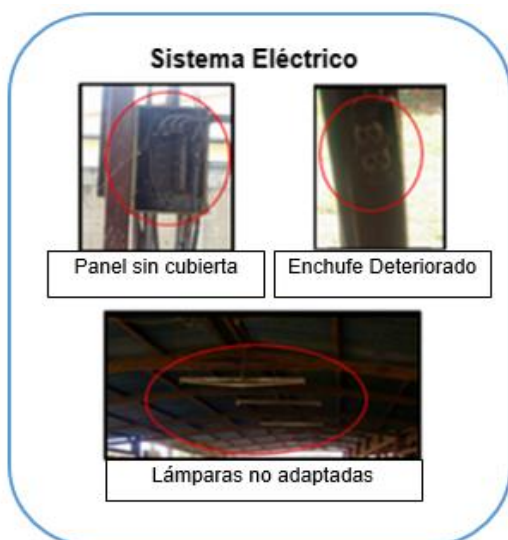 Sistema Eléctrico
Panel sin cubierta
Enchufe Deteriorado
Lámparas no adaptadas